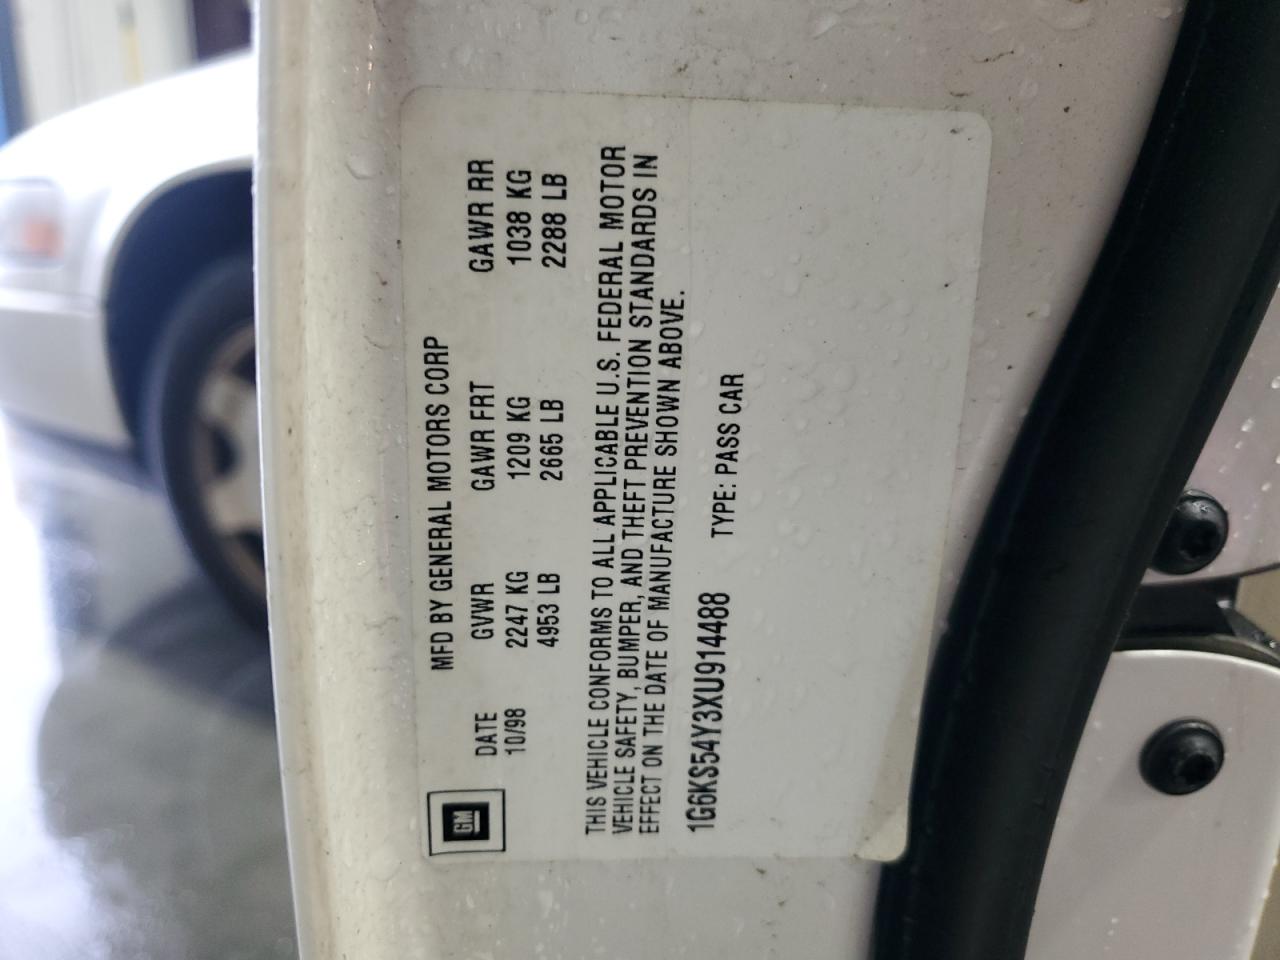 GM
MFD BY GENERAL MOTORS CORP
DATE GVWR GAWR FRT GAWR RR
10/98 2247 KG 1209 KG 1038 KG
4953 LB 2665 LB 2288 LB
THIS VEHICLE CONFORMS TO ALL APPLICABLE U.S. FEDERAL MOTOR
VEHICLE SAFETY, BUMPER, AND THEFT PREVENTION STANDARDS IN
EFFECT ON THE DATE OF MANUFACTURE SHOWN ABOVE.
1G6KS54Y3XU914488 TYPE: PASS CAR